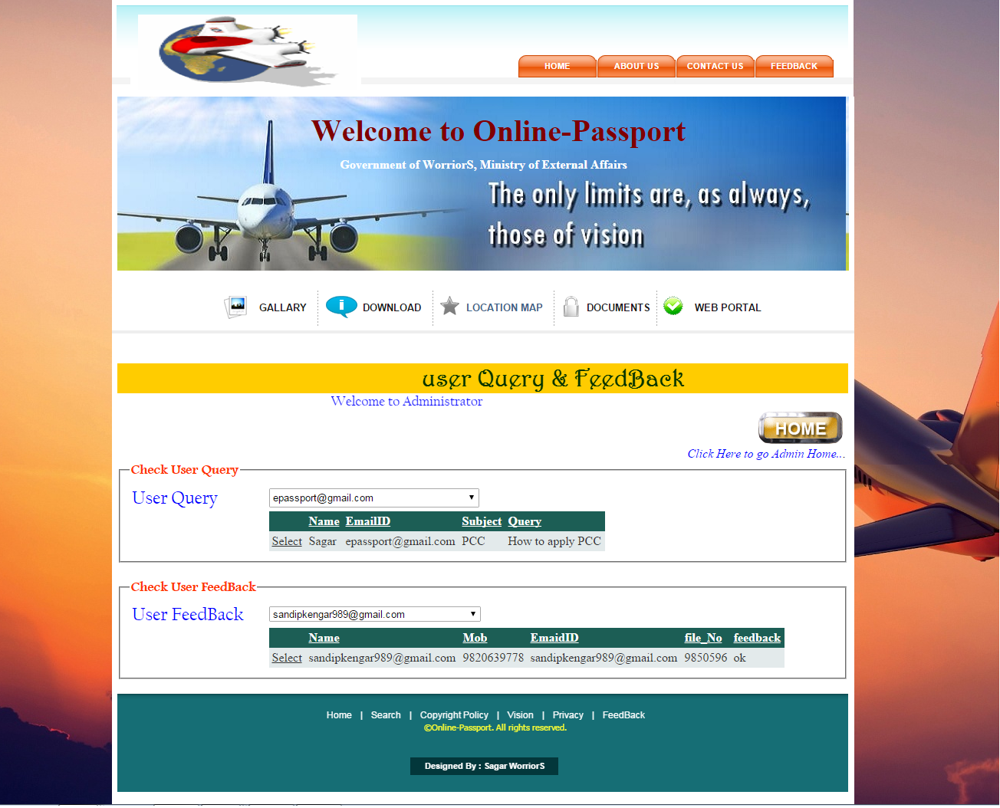 HOME ABOUT US CONTACT US FEEDBACK
Welcome to Online-Passport
Government of WorriorS, Ministry of External Affairs
The only limits are, as always,
those of vision
GALLARY DOWNLOAD LOCATION MAP DOCUMENTS WEB PORTAL
user Query & FeedBack
Welcome to Administrator
HOME
Click Here to go Admin Home...
Check User Query
User Query epassport@gmail.com
Name EmailID Subject Query
Select Sagar epassport@gmail.com PCC How to apply PCC
Check User FeedBack
User FeedBack sandipkengar989@gmail.com
Name Mob EmaidID file_No feedback
Select sandipkengar989@gmail.com 9820639778 sandipkengar989@gmail.com 9850596 ok
Home | Search | Copyright Policy | Vision | Privacy | FeedBack
©Online-Passport. All rights reserved.
Designed By : Sagar WorriorS